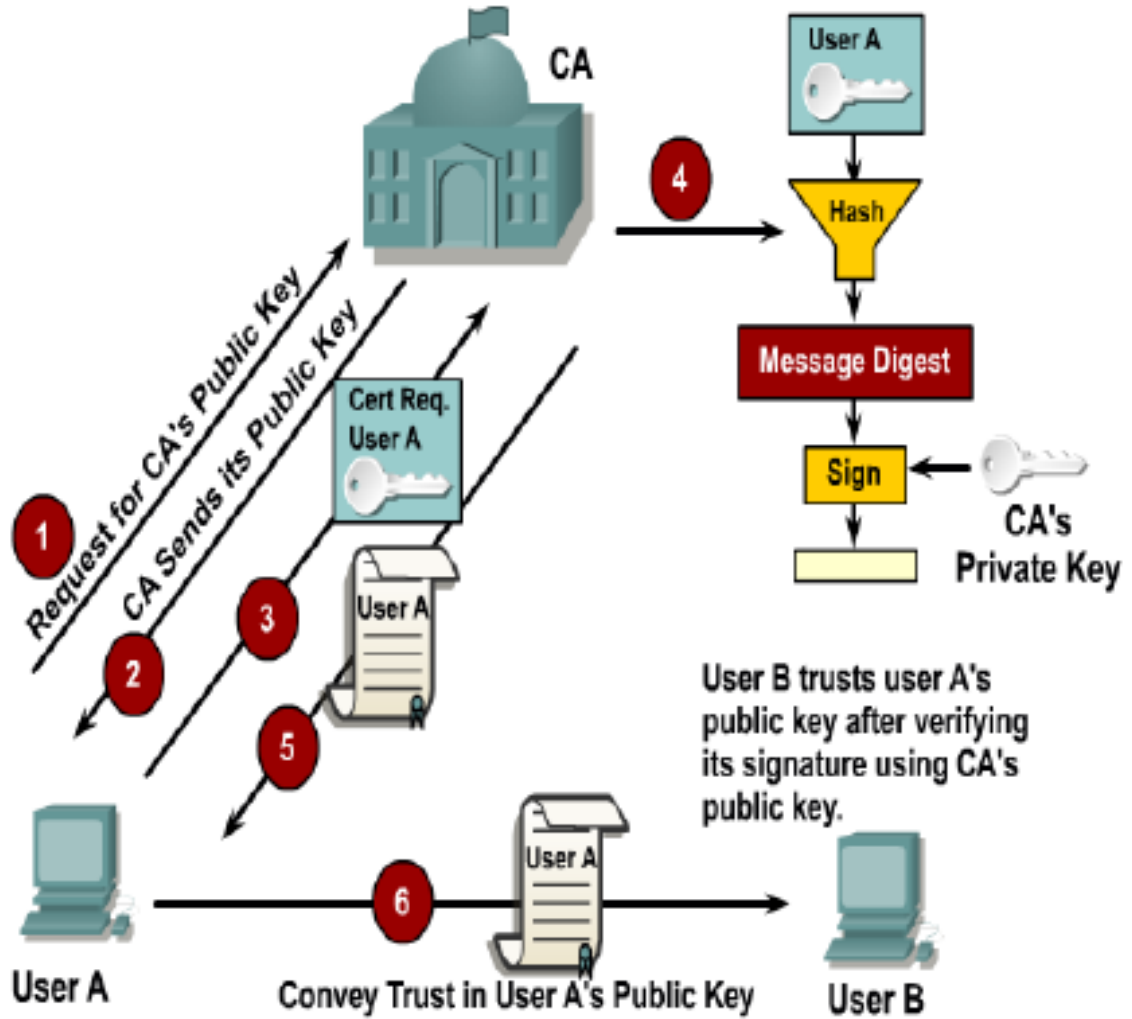 CA
User A
4
Hash
Request for CA's Public Key
CA Sends its Public Key
Message Digest
Cert Req.
User A
Sign
1
CA's
Private Key
3
User A
2
User B trusts user A's
public key after verifying
its signature using CA's
public key.
5
User A
6
User A
Convey Trust in User A's Public Key
User B